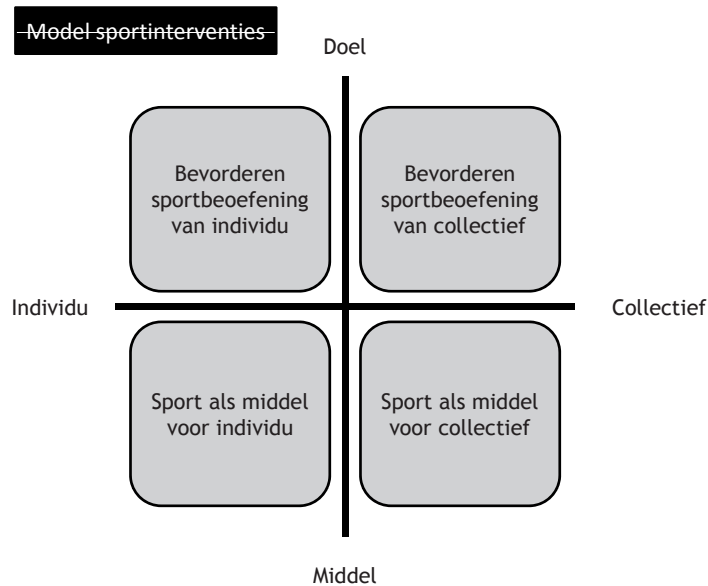 Model sportinterventies
Doel
Bevorderen
sportbeoefening
van individu
Bevorderen
sportbeoefening
van collectief
Individu
Collectief
Sport als middel
voor individu
Sport als middel
voor collectief
Middel